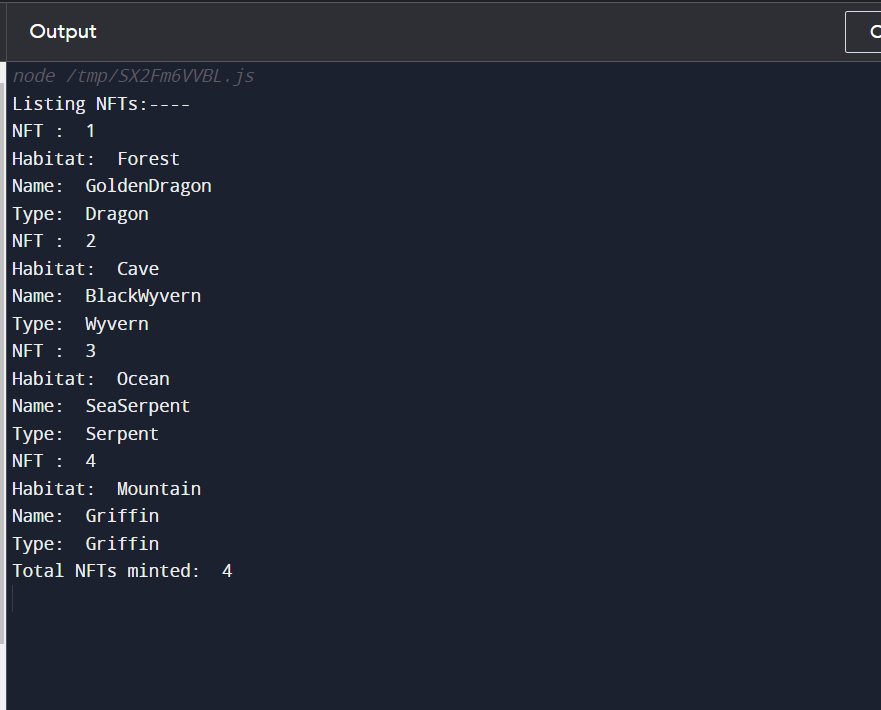 Output
node /tmp/SX2Fm6VVBL.js
Listing NFTs:----
NFT :  1
Habitat:  Forest
Name:  GoldenDragon
Type:  Dragon
NFT :  2
Habitat:  Cave
Name:  BlackWyvern
Type:  Wyvern
NFT :  3
Habitat:  Ocean
Name:  SeaSerpent
Type:  Serpent
NFT :  4
Habitat:  Mountain
Name:  Griffin
Type:  Griffin
Total NFTs minted:  4